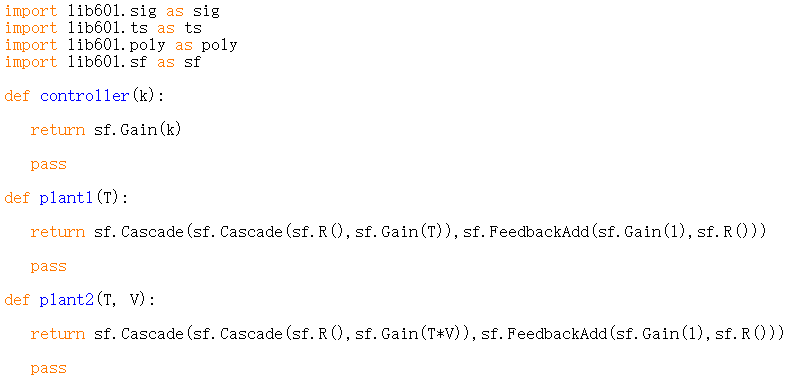 import lib601.sig as sig
import lib601.ts as ts
import lib601.poly as poly
import lib601.sf as sf
def controller(k):
return sf.Gain(k)
pass
def plant1(T):
return sf.Cascade(sf.Cascade(sf.R(),sf.Gain(T)),sf.FeedbackAdd(sf.Gain(1),sf.R()))
pass
def plant2(T, V):
return sf.Cascade(sf.Cascade(sf.R(),sf.Gain(T*V)),sf.FeedbackAdd(sf.Gain(1),sf.R()))
pass